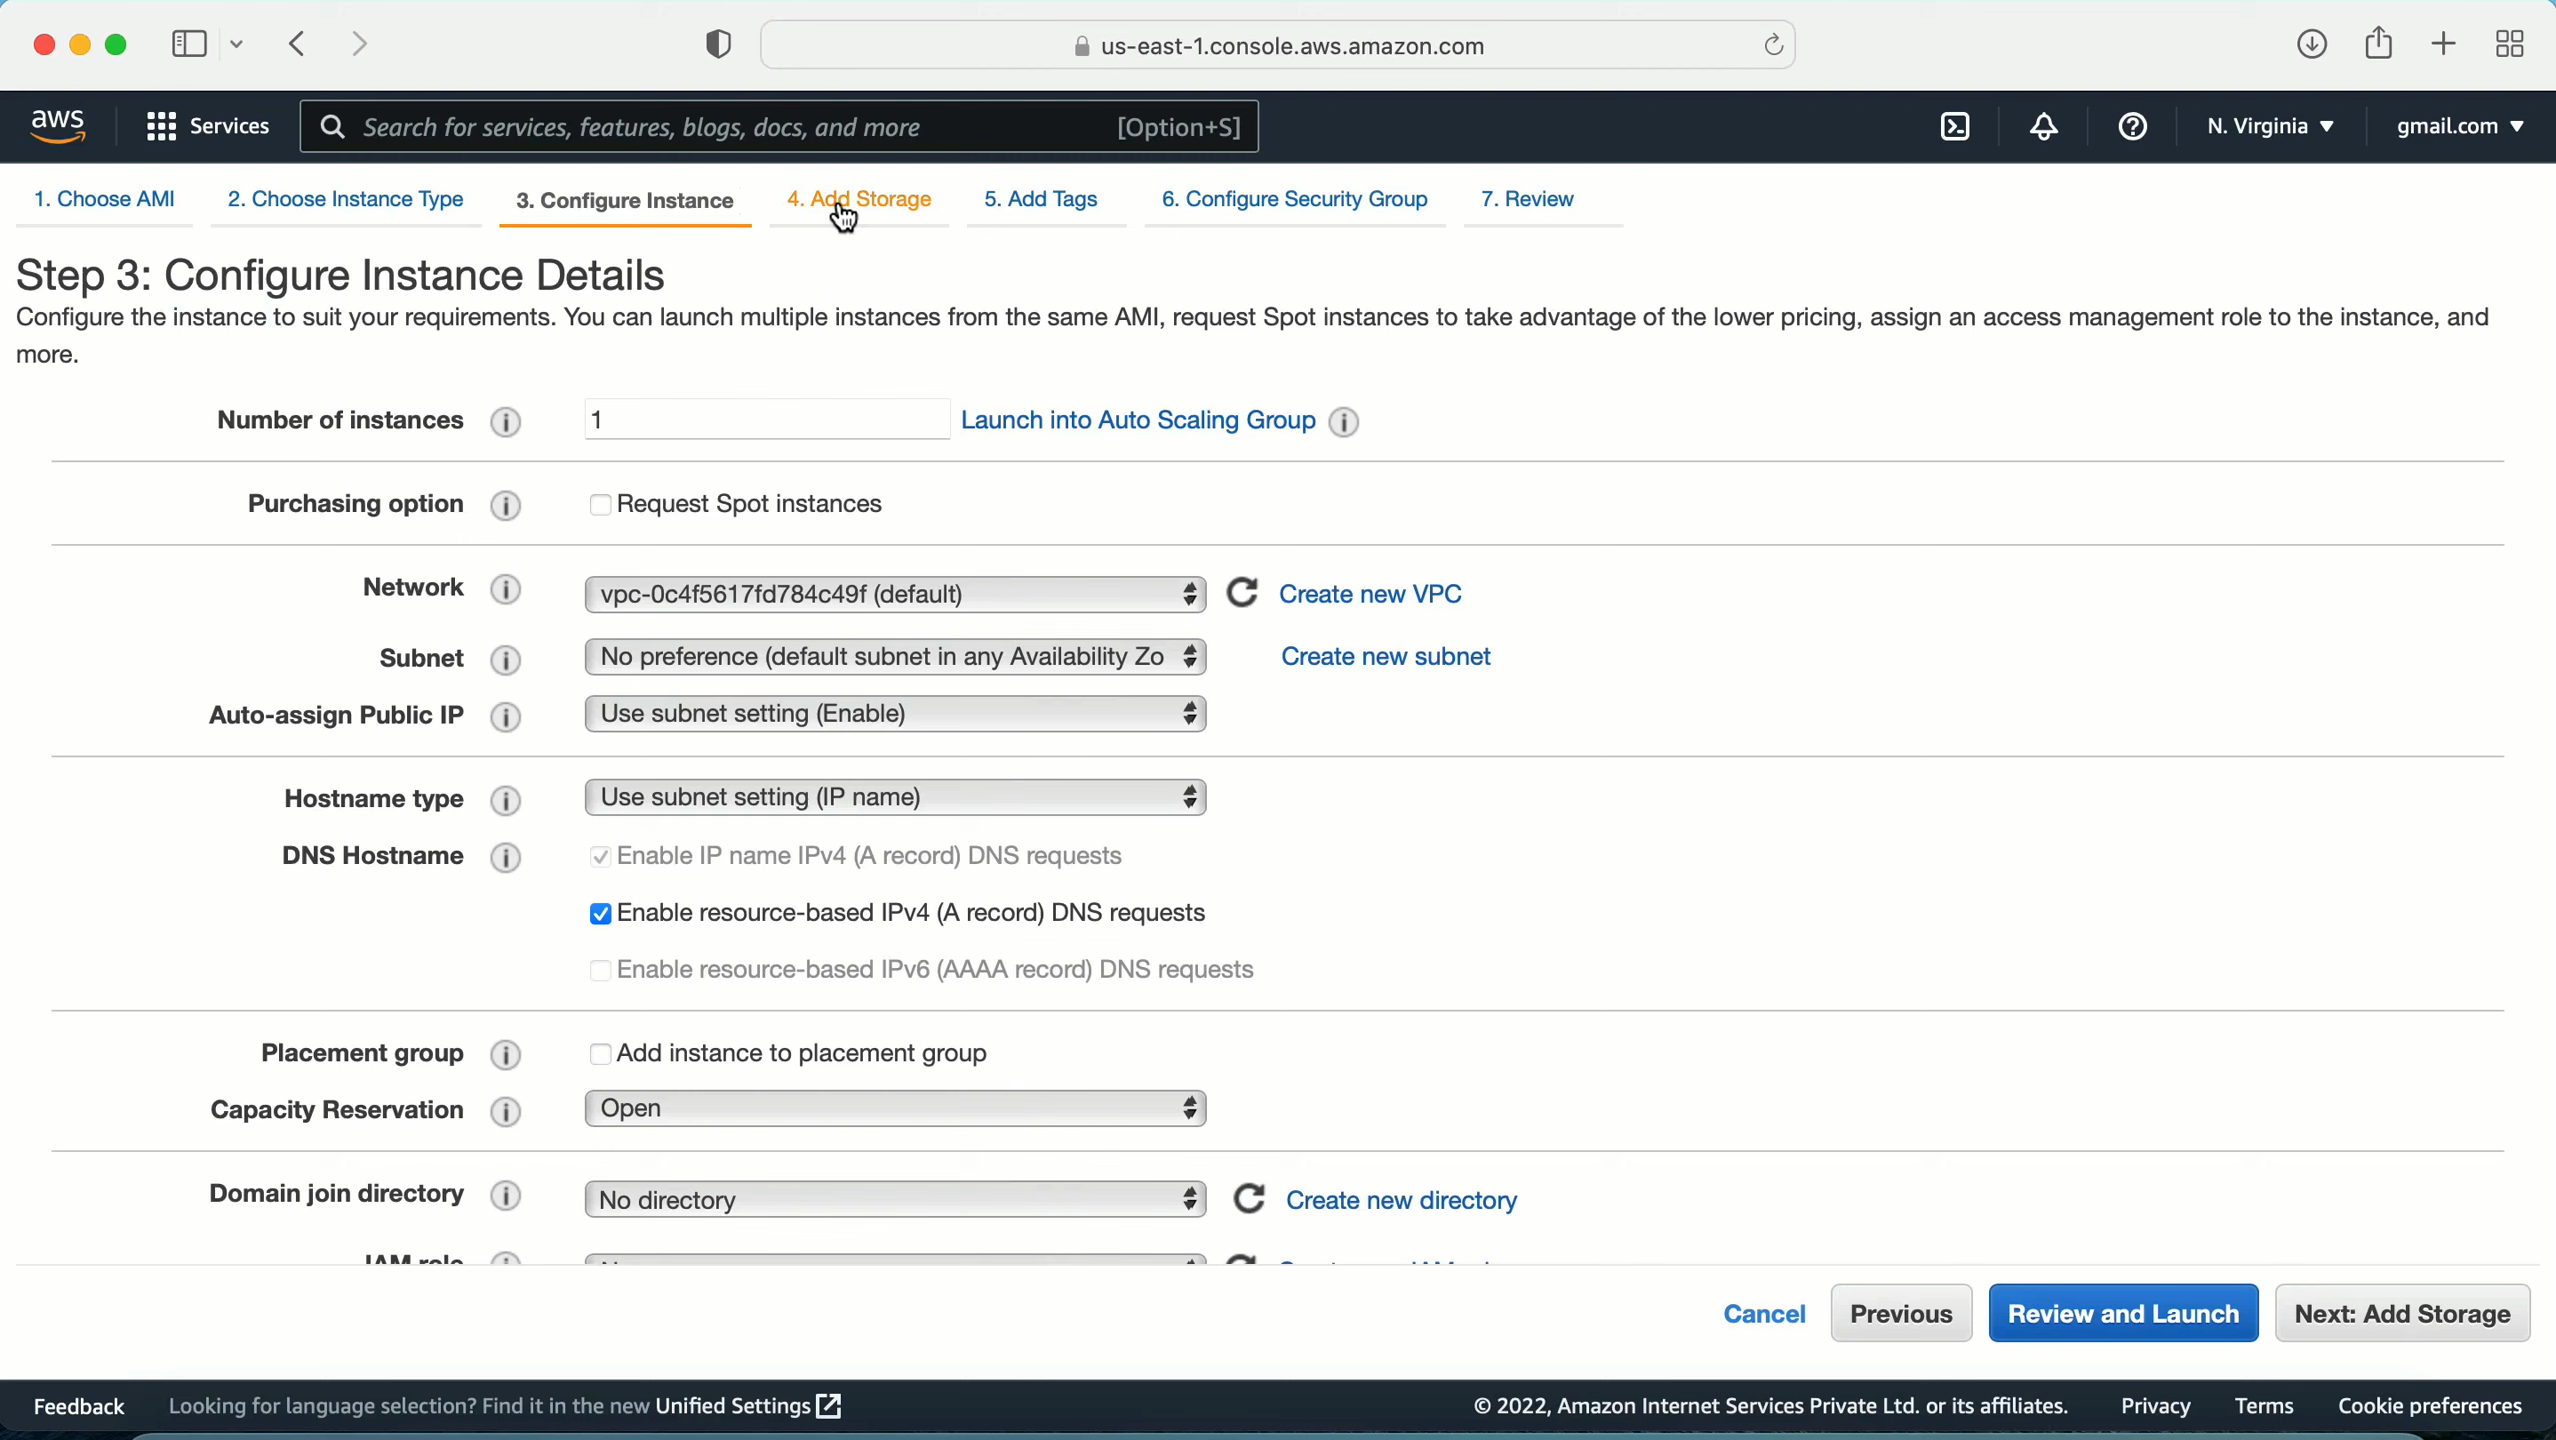 us-east-1.console.aws.amazon.com
aws
Services
Search for services, features, blogs, docs, and more
[Option+S]
N. Virginia
gmail.com
1. Choose AMI
2. Choose Instance Type
3. Configure Instance
4. Add Storage
5. Add Tags
6. Configure Security Group
7. Review
Step 3: Configure Instance Details
Configure the instance to suit your requirements. You can launch multiple instances from the same AMI, request Spot instances to take advantage of the lower pricing, assign an access management role to the instance, and
more.
Number of instances
1
Launch into Auto Scaling Group
Purchasing option
Request Spot instances
Network
vpc-0c4f5617fd784c49f (default)
Create new VPC
Subnet
No preference (default subnet in any Availability Zo
Create new subnet
Auto-assign Public IP
Use subnet setting (Enable)
Hostname type
Use subnet setting (IP name)
DNS Hostname
Enable IP name IPv4 (A record) DNS requests
Enable resource-based IPv4 (A record) DNS requests
Enable resource-based IPv6 (AAAA record) DNS requests
Placement group
Add instance to placement group
Capacity Reservation
Open
Domain join directory
No directory
Create new directory
IAM role
Cancel
Previous
Review and Launch
Next: Add Storage
Feedback
Looking for language selection? Find it in the new Unified Settings
© 2022, Amazon Internet Services Private Ltd. or its affiliates.
Privacy
Terms
Cookie preferences